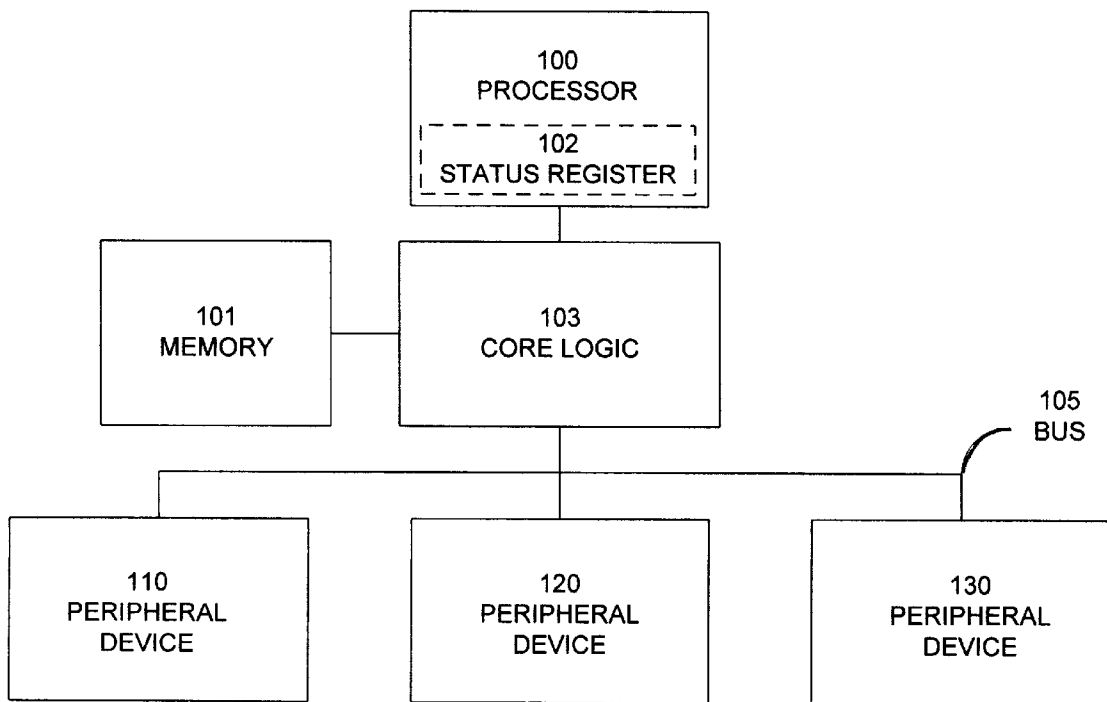 100
PROCESSOR
102
STATUS REGISTER
101
MEMORY
103
CORE LOGIC
105
BUS
110
PERIPHERAL
DEVICE
120
PERIPHERAL
DEVICE
130
PERIPHERAL
DEVICE